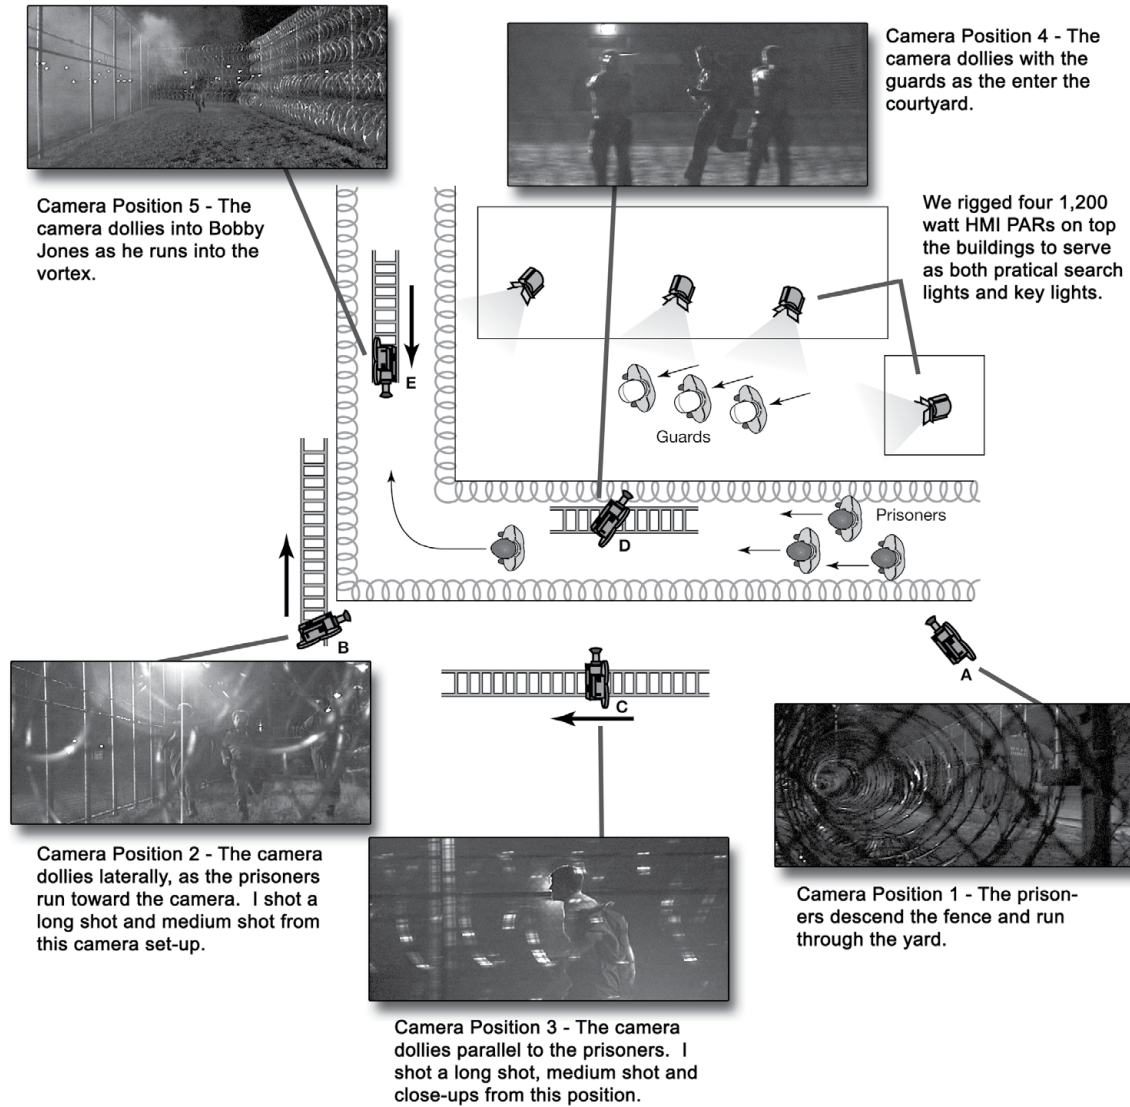 Camera Position 4 - The
camera dollies with the
guards as the enter the
courtyard.
Camera Position 5 - The
camera dollies into Bobby
Jones as he runs into the
vortex.
We rigged four 1,200
watt HMI PARs on top
the buildings to serve
as both pratical search
lights and key lights.
E
Guards
Prisoners
D
B
C
A
Camera Position 2 - The camera
dollies laterally, as the prisoners
run toward the camera. I shot a
long shot and medium shot from
this camera set-up.
Camera Position 1 - The prison-
ers descend the fence and run
through the yard.
Camera Position 3 - The camera
dollies parallel to the prisoners. I
shot a long shot, medium shot and
close-ups from this position.